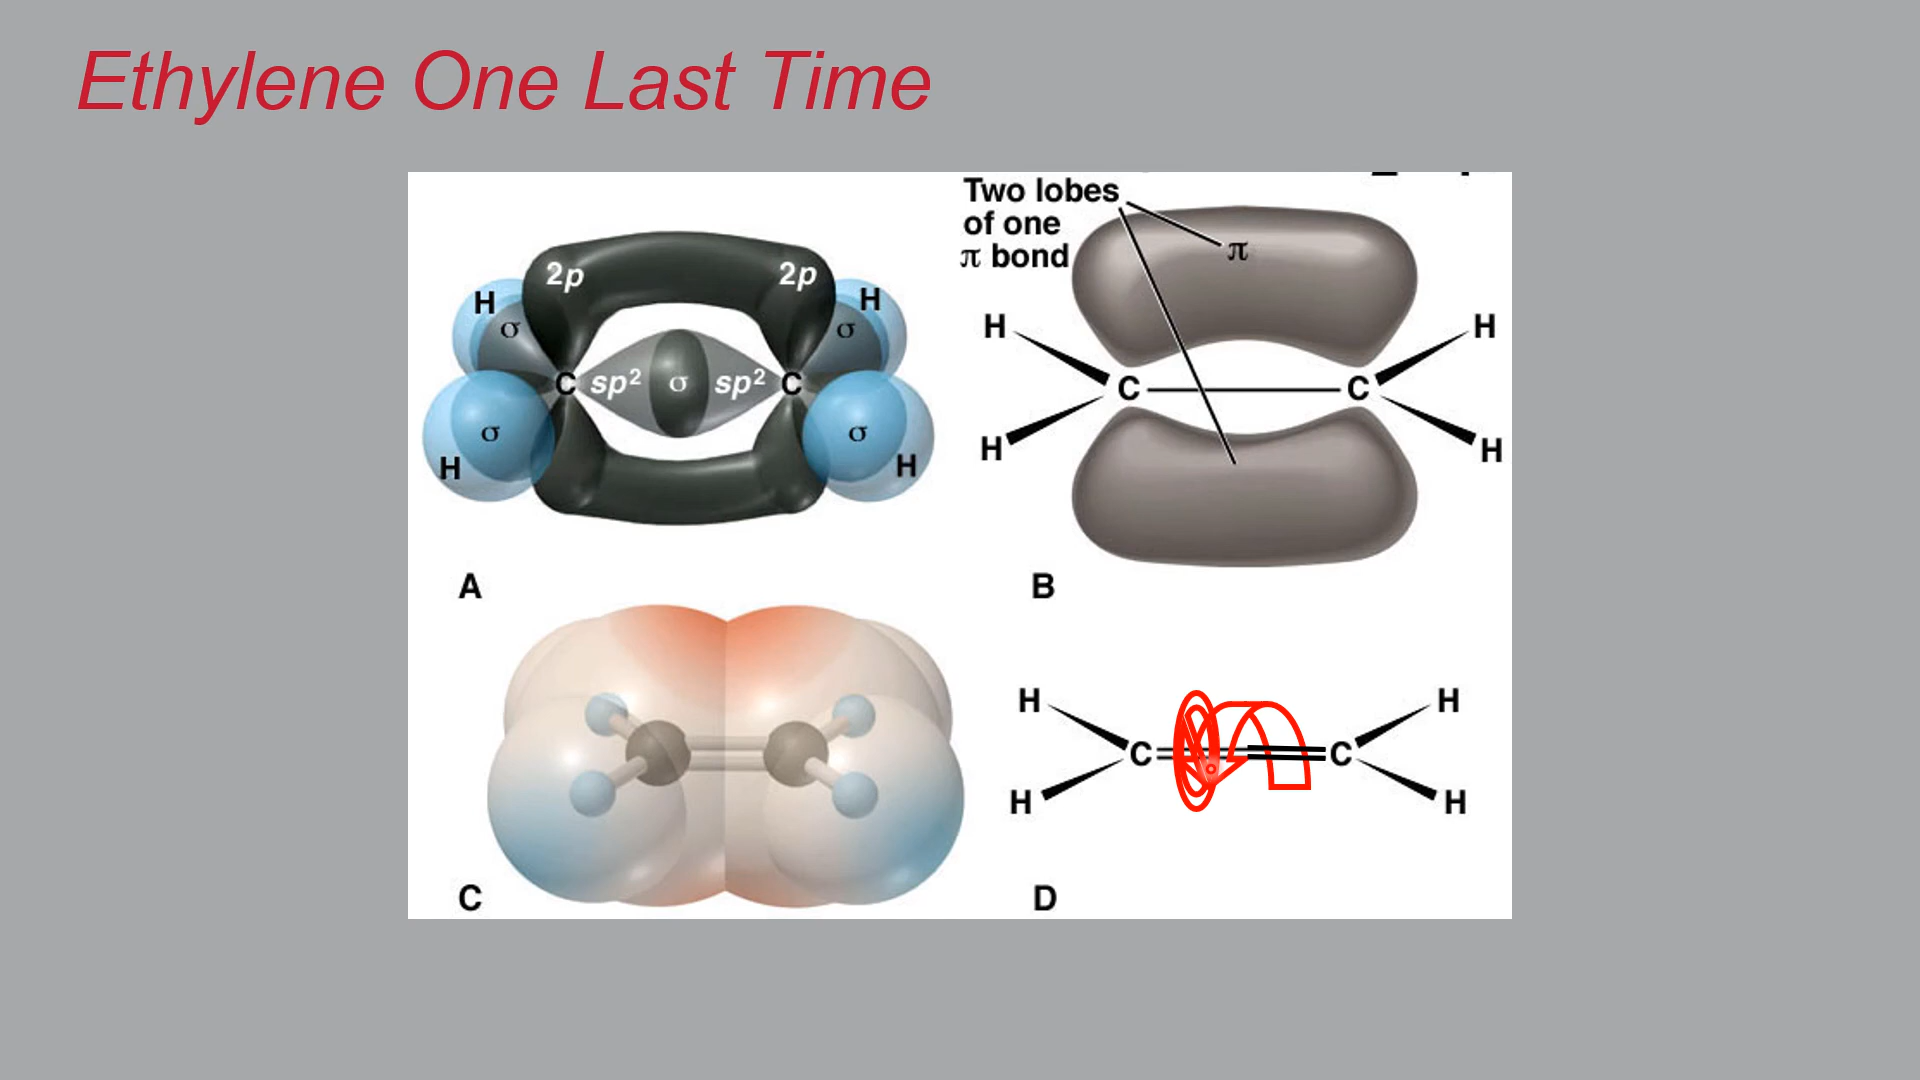 Ethylene One Last Time
Two lobes
of one
π bond
2p 2p
H H
σ σ
C sp² σ sp² C
σ σ
H H
A
π
H H
C C
H H
B
C
H H
C C
H H
D